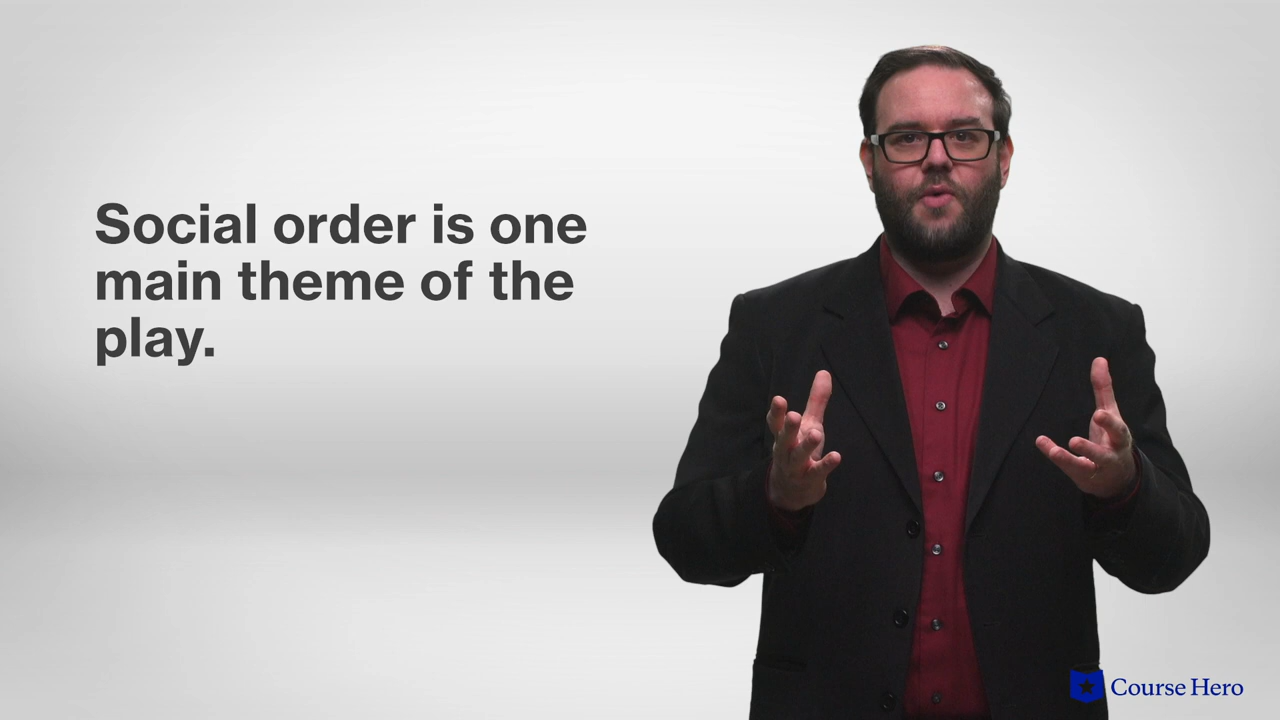 Social order is one
main theme of the
play.
Course Hero